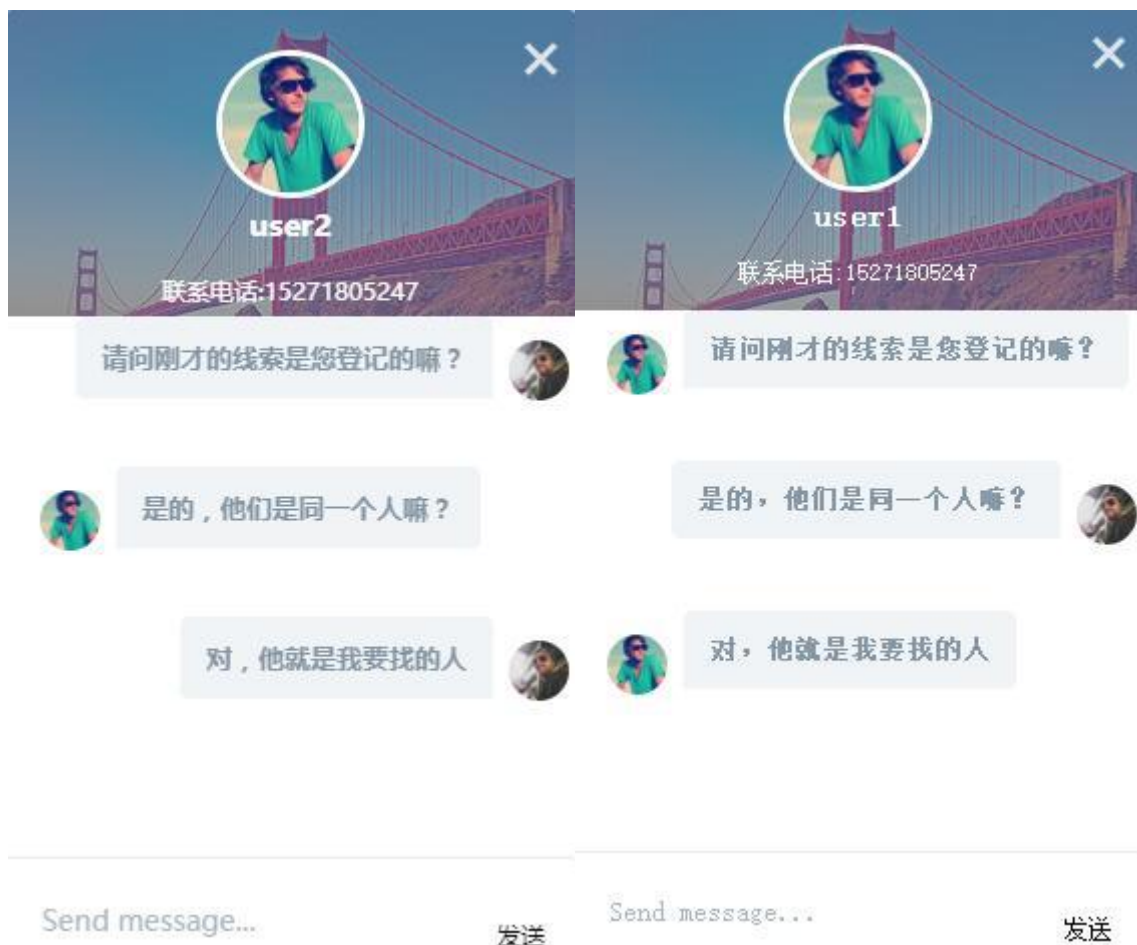 user2
联系电话:15271805247
请问刚才的线索是您登记的嘛？
是的，他们是同一个人嘛？
对，他就是我要找的人
Send message...
发送
user1
联系电话:15271805247
请问刚才的线索是您登记的嘛？
是的，他们是同一个人嘛？
对，他就是我要找的人
Send message...
发送